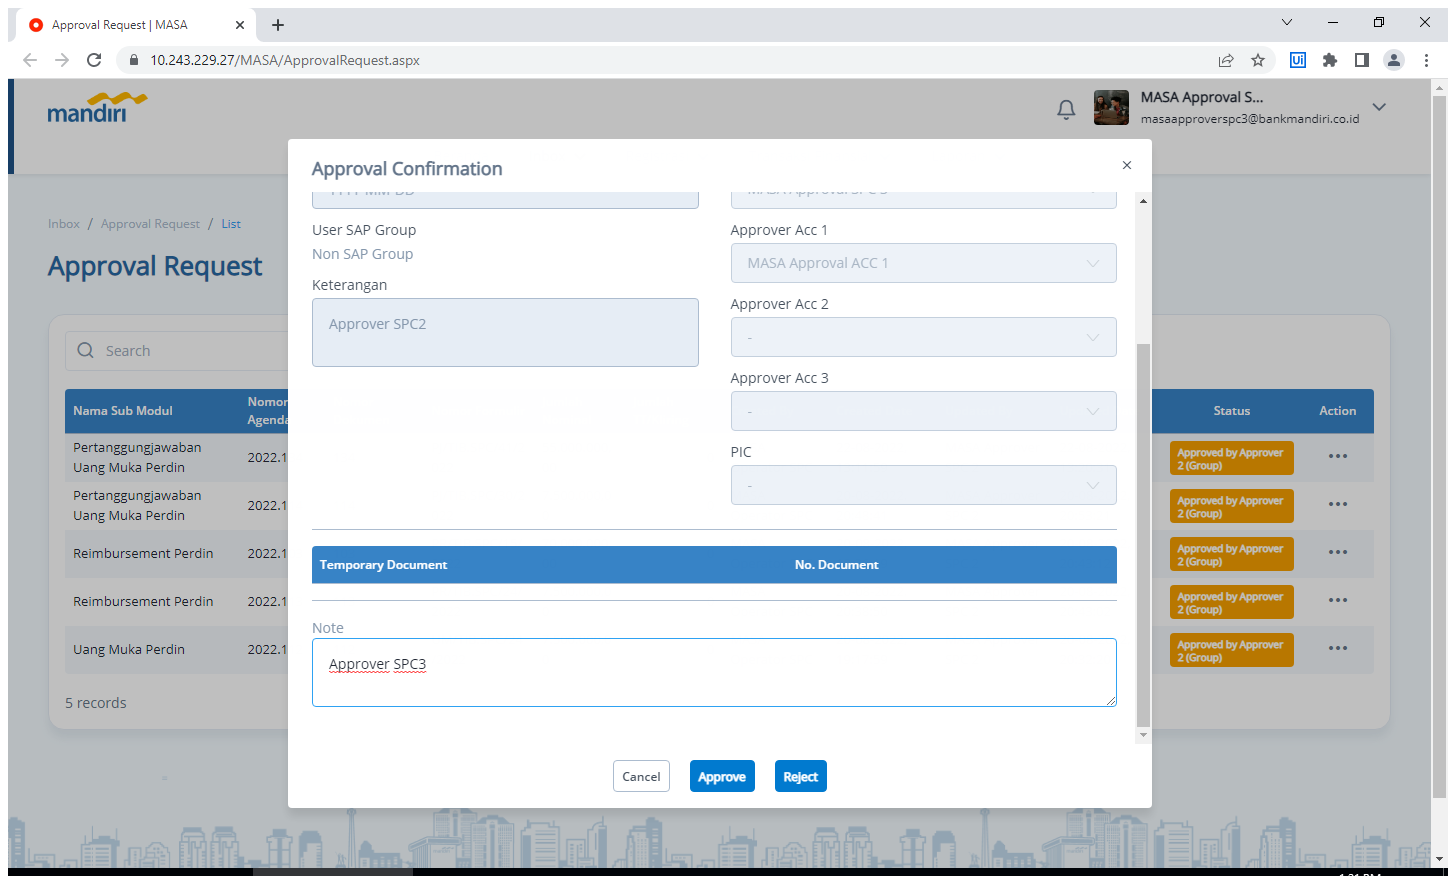 Approval Request | MASA
10.243.229.27/MASA/ApprovalRequest.aspx
Ui
mandiri
MASA Approval S...
masaapproverspc3@bankmandiri.co.id
Inbox / Approval Request / List
Approval Request
Search
Nama Sub Modul
Nomor
Agenda
Status
Action
Pertanggungjawaban
Uang Muka Perdin
2022.1
Approved by Approver
2 (Group)
Pertanggungjawaban
Uang Muka Perdin
2022.1
Approved by Approver
2 (Group)
Reimbursement Perdin
2022.1
Approved by Approver
2 (Group)
Reimbursement Perdin
2022.1
Approved by Approver
2 (Group)
Uang Muka Perdin
2022.1
Approved by Approver
2 (Group)
5 records
Approval Confirmation
User SAP Group
Non SAP Group
Keterangan
Approver SPC2
Approver Acc 1
MASA Approval ACC 1
Approver Acc 2
-
Approver Acc 3
-
PIC
-
Temporary Document
No. Document
Note
Approver SPC3
Cancel
Approve
Reject